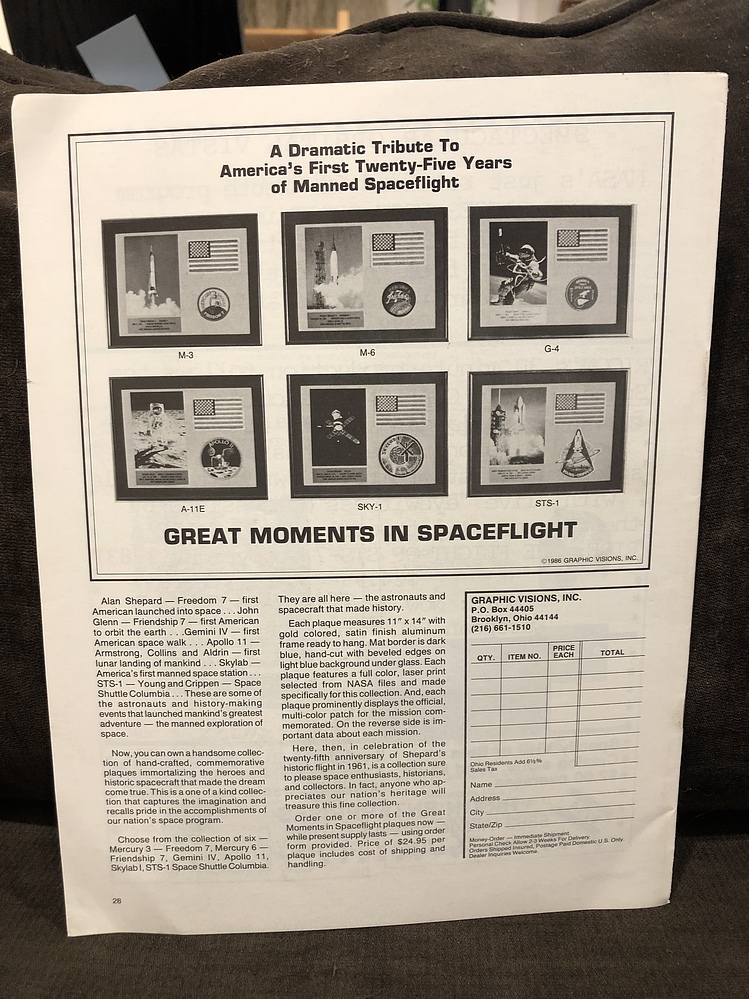 A Dramatic Tribute To
America's First Twenty-Five Years
of Manned Spaceflight
M-3
M-6
G-4
A-11E
SKY-1
STS-1
GREAT MOMENTS IN SPACEFLIGHT
©1986 GRAPHIC VISIONS, INC.
Alan Shepard — Freedom 7 — first
American launched into space . . . John
Glenn — Friendship 7 — first American
to orbit the earth . . .Gemini IV — first
American space walk . . . Apollo 11 —
Armstrong, Collins and Aldrin — first
lunar landing of mankind . . . Skylab —
America's first manned space station . . .
STS-1 — Young and Crippen — Space
Shuttle Columbia . . . These are some of
the astronauts and history-making
events that launched mankind's greatest
adventure — the manned exploration of
space.
Now, you can own a handsome collec-
tion of hand-crafted, commemorative
plaques immortalizing the heroes and
historic spacecraft that made the dream
come true. This is a one of a kind collec-
tion that captures the imagination and
recalls pride in the accomplishments of
our nation's space program.
Choose from the collection of six —
Mercury 3 — Freedom 7, Mercury 6 —
Friendship 7, Gemini IV, Apollo 11,
Skylab I, STS-1 Space Shuttle Columbia.
They are all here — the astronauts and
spacecraft that made history.
Each plaque measures 11" x 14" with
gold colored, satin finish aluminum
frame ready to hang. Mat border is dark
blue, hand-cut with beveled edges on
light blue background under glass. Each
plaque features a full color, laser print
selected from NASA files and made
specifically for this collection. And, each
plaque prominently displays the official,
multi-color patch for the mission com-
memorated. On the reverse side is im-
portant data about each mission.
Here, then, in celebration of the
twenty-fifth anniversary of Shepard's
historic flight in 1961, is a collection sure
to please space enthusiasts, historians,
and collectors. In fact, anyone who ap-
preciates our nation's heritage will
treasure this fine collection.
Order one or more of the Great
Moments in Spaceflight plaques now —
while present supply lasts — using order
form provided. Price of $24.95 per
plaque includes cost of shipping and
handling.
GRAPHIC VISIONS, INC.
P.O. Box 44405
Brooklyn, Ohio 44144
(216) 661-1510
QTY. ITEM NO. PRICE EACH TOTAL
Ohio Residents Add 6½%
Sales Tax
Name
Address
City
State/Zip
Money-Order — Immediate Shipment.
Personal Check Allow 2-3 Weeks For Delivery.
Orders Shipped Insured, Postage Paid Domestic U.S. Only.
Dealer Inquiries Welcome.
28